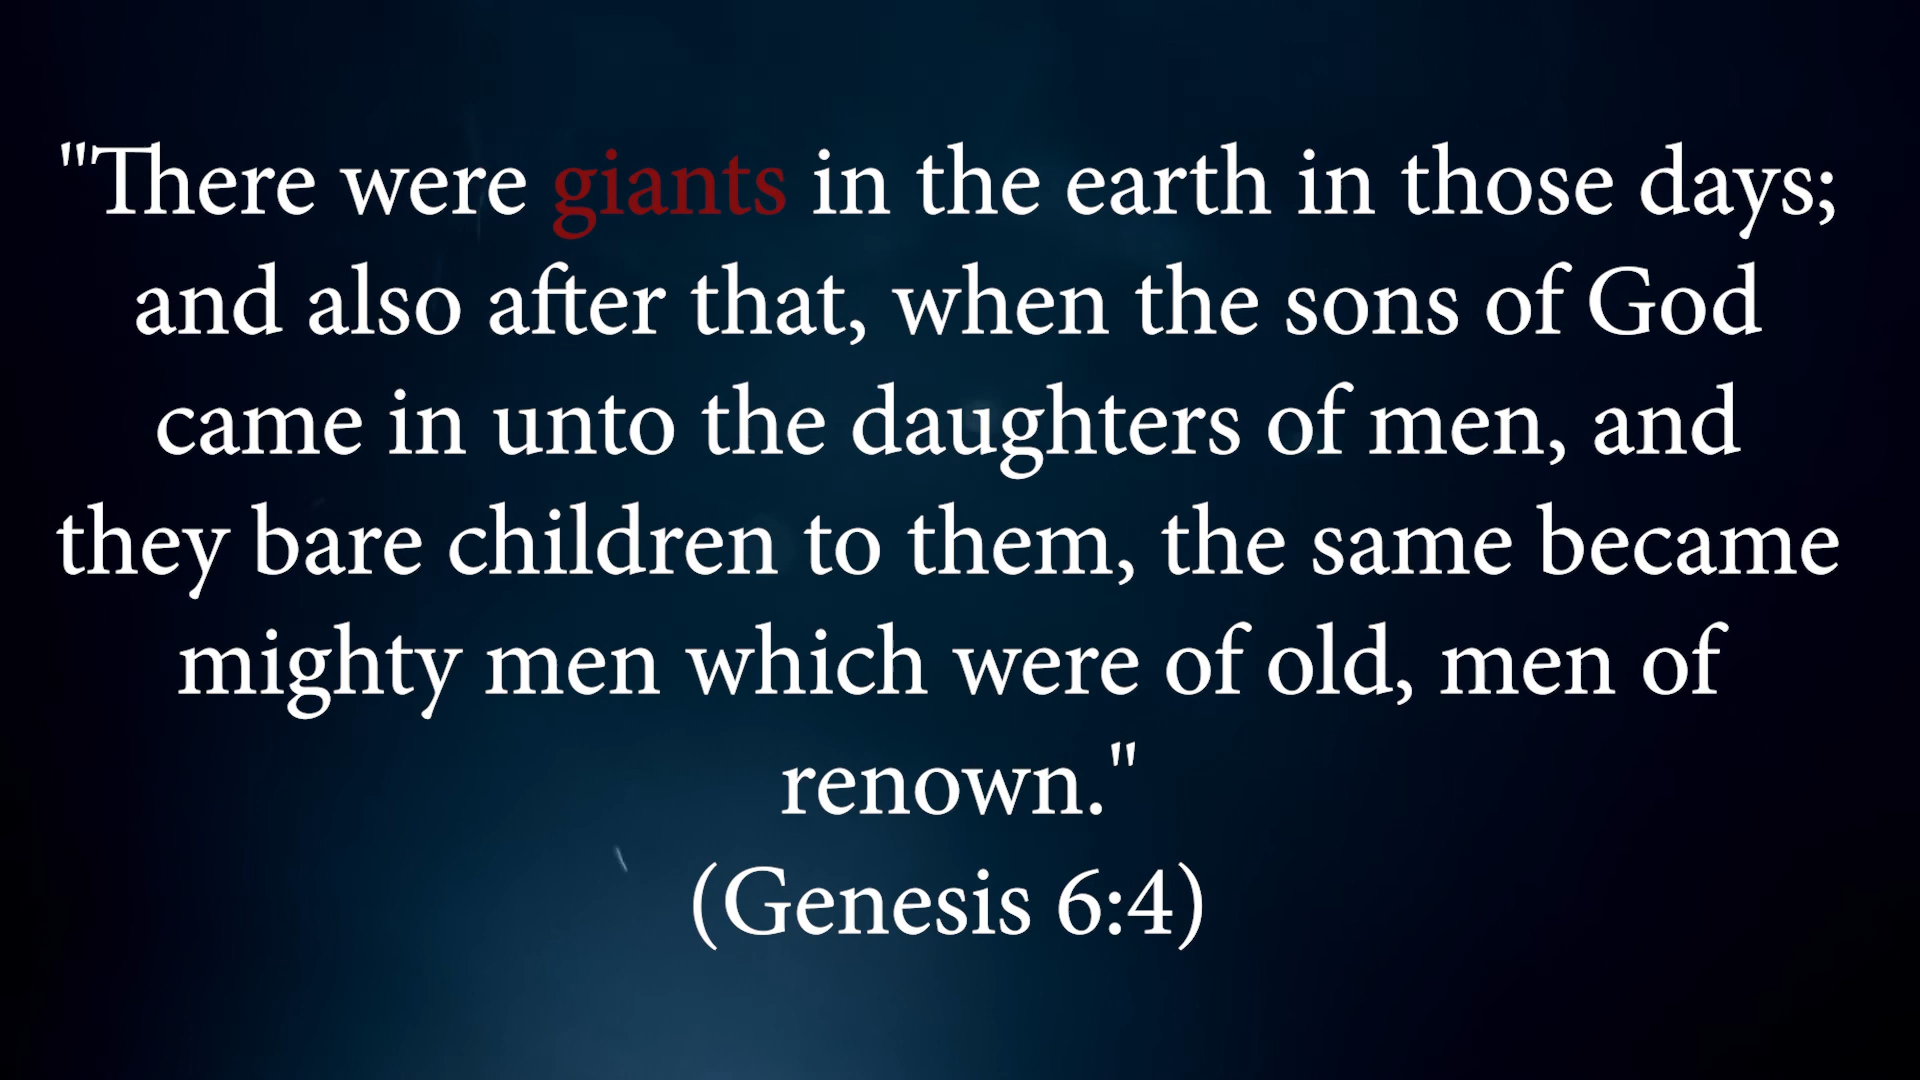 "There were giants in the earth in those days;
and also after that, when the sons of God
came in unto the daughters of men, and
they bare children to them, the same became
mighty men which were of old, men of
renown."
(Genesis 6:4)